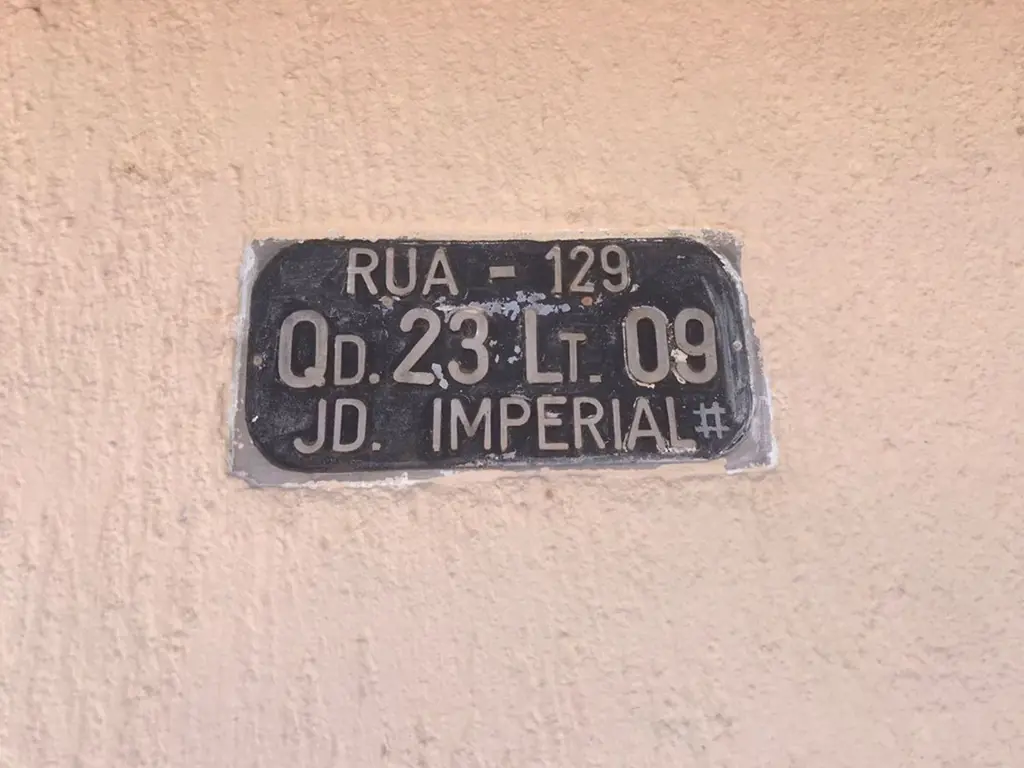 RUA - 129
QD. 23 LT. 09
JD. IMPERIAL #